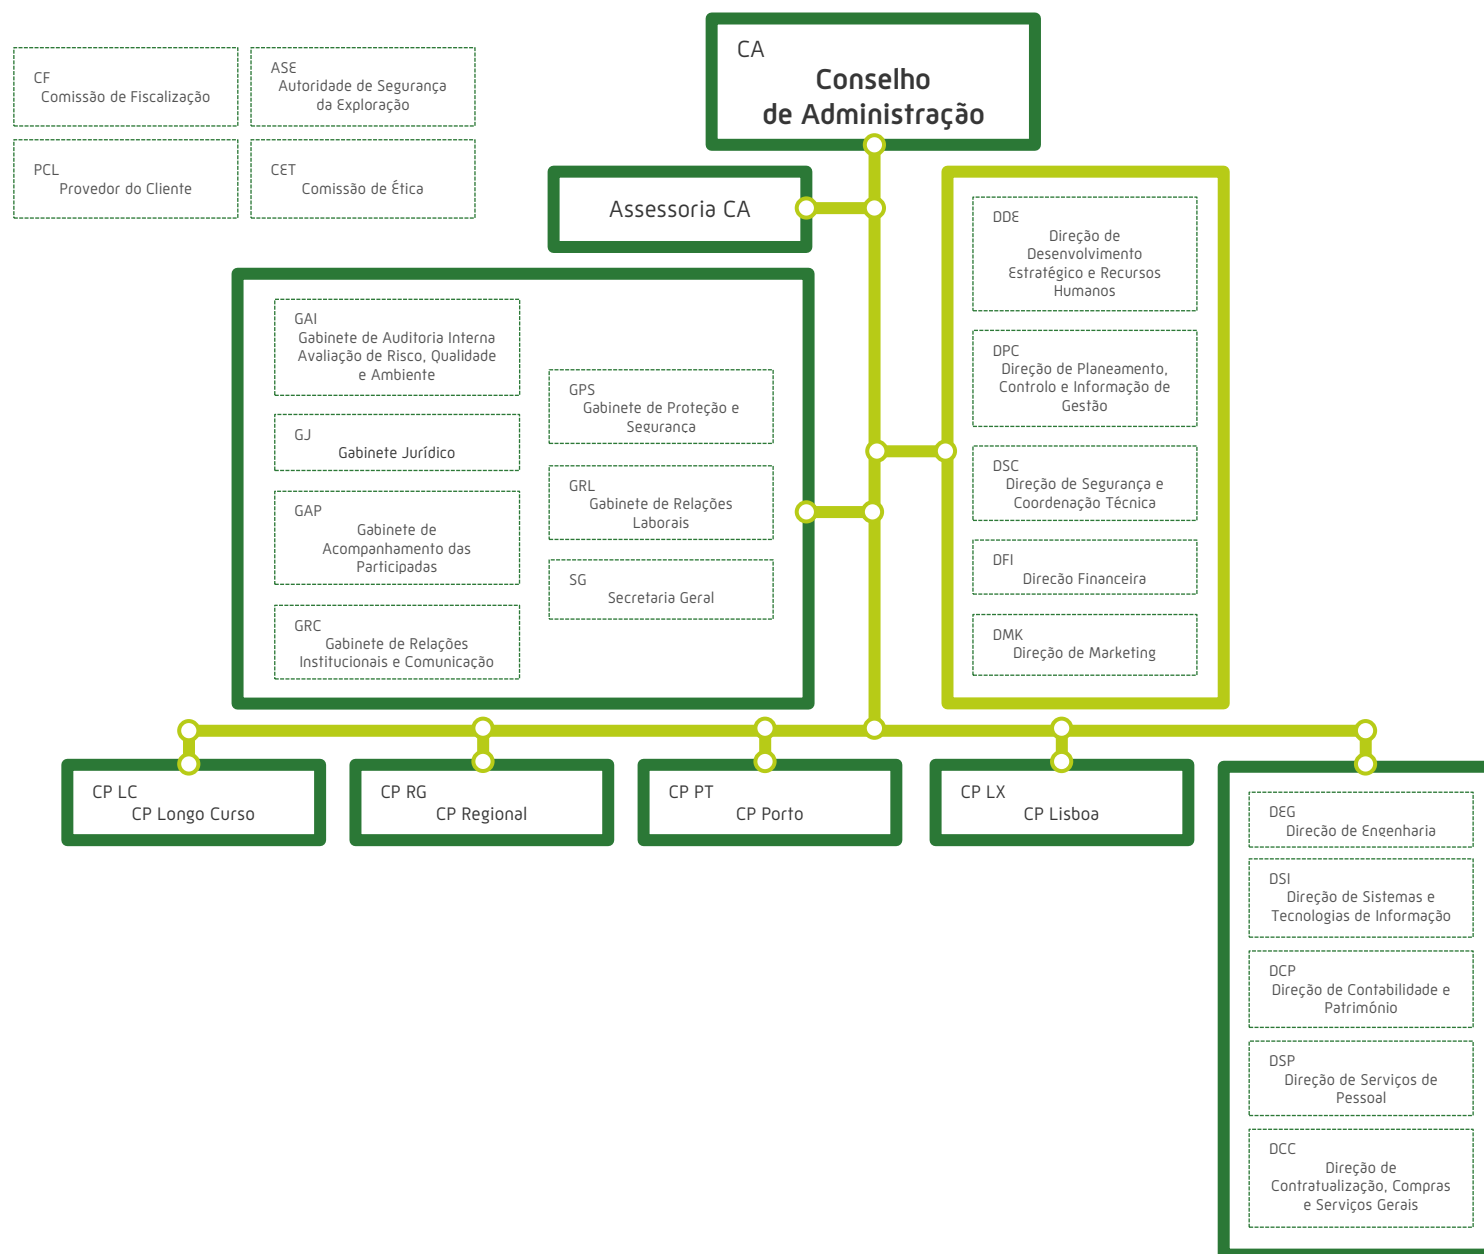 CA
Conselho
de Administração
CF
Comissão de Fiscalização
ASE
Autoridade de Segurança
da Exploração
PCL
Provedor do Cliente
CET
Comissão de Ética
Assessoria CA
DDE
Direção de
Desenvolvimento
Estratégico e Recursos
Humanos
DPC
Direção de Planeamento,
Controlo e Informação de
Gestão
DSC
Direção de Segurança e
Coordenação Técnica
DFI
Direcão Financeira
DMK
Direção de Marketing
GAI
Gabinete de Auditoria Interna
Avaliação de Risco, Qualidade
e Ambiente
GJ
Gabinete Jurídico
GAP
Gabinete de
Acompanhamento das
Participadas
GRC
Gabinete de Relações
Institucionais e Comunicação
GPS
Gabinete de Proteção e
Segurança
GRL
Gabinete de Relações
Laborais
SG
Secretaria Geral
CP LC
CP Longo Curso
CP RG
CP Regional
CP PT
CP Porto
CP LX
CP Lisboa
DEG
Direção de Engenharia
DSI
Direção de Sistemas e
Tecnologias de Informação
DCP
Direção de Contabilidade e
Património
DSP
Direção de Serviços de
Pessoal
DCC
Direção de
Contratualização, Compras
e Serviços Gerais